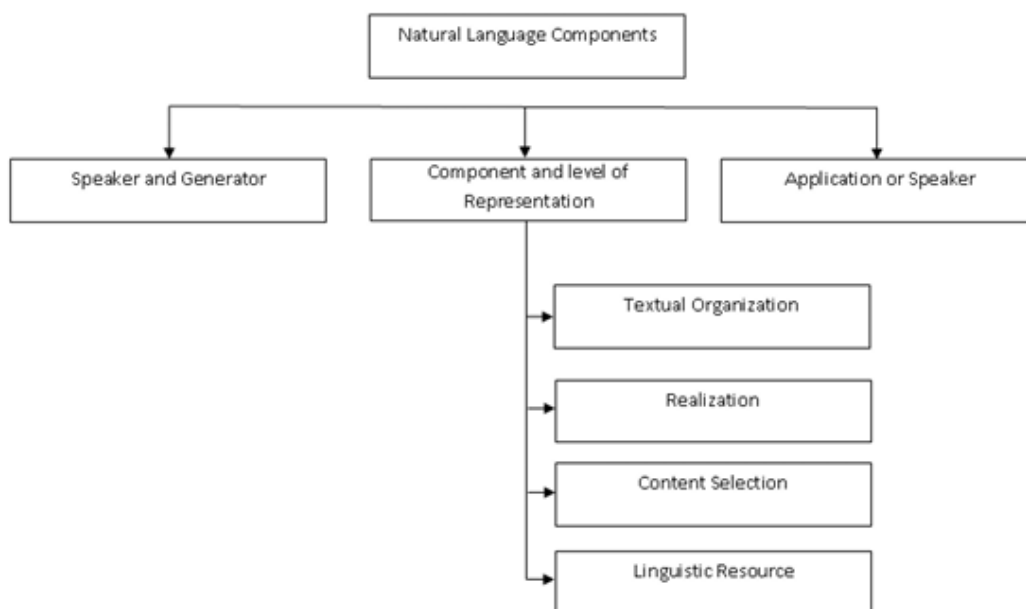 Natural Language Components
Speaker and Generator
Component and level of
Representation
Application or Speaker
Textual Organization
Realization
Content Selection
Linguistic Resource